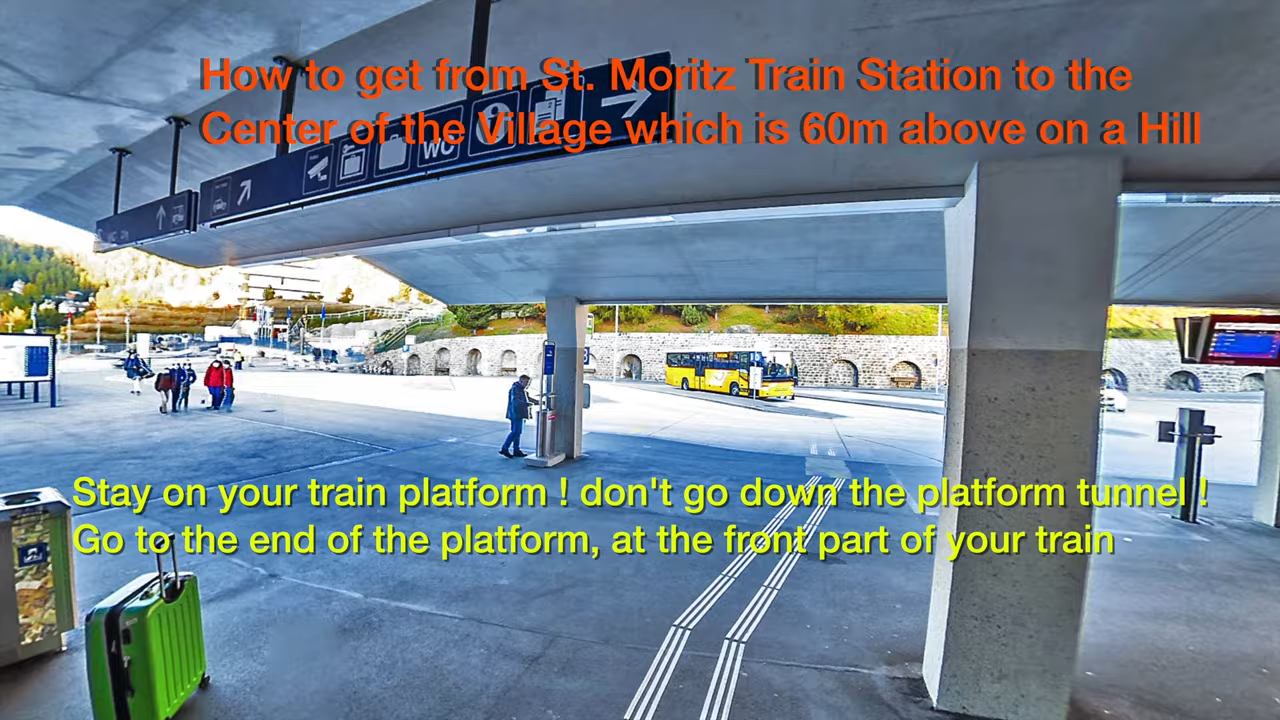 How to get from St. Moritz Train Station to the
Center of the Village which is 60m above on a Hill
WC
Stay on your train platform ! don't go down the platform tunnel !
Go to the end of the platform, at the front part of your train